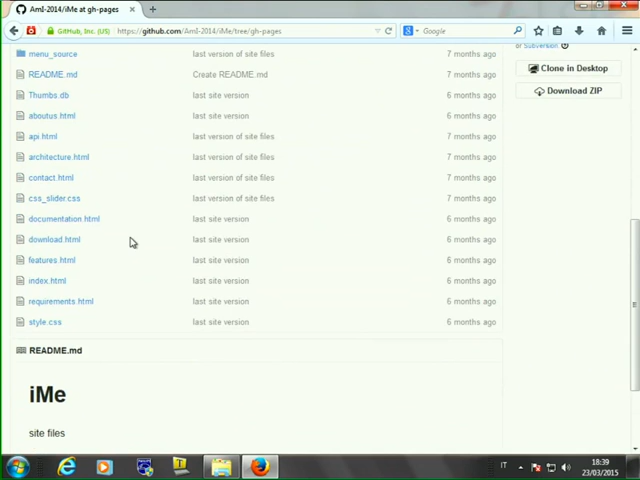 AmI-2014/iMe at gh-pages
GitHub, Inc. (US) https://github.com/AmI-2014/iMe/tree/gh-pages Google
or Subversion
menu_source last version of site files 7 months ago
Clone in Desktop
README.md Create README.md 7 months ago
Download ZIP
Thumbs.db last site version 6 months ago
aboutus.html last site version 6 months ago
api.html last version of site files 7 months ago
architecture.html last version of site files 7 months ago
contact.html last version of site files 7 months ago
css_slider.css last version of site files 7 months ago
documentation.html last site version 6 months ago
download.html last site version 6 months ago
features.html last site version 6 months ago
index.html last site version 6 months ago
requirements.html last site version 6 months ago
style.css last site version 6 months ago
README.md
iMe
site files
IT
18:39
23/03/2015